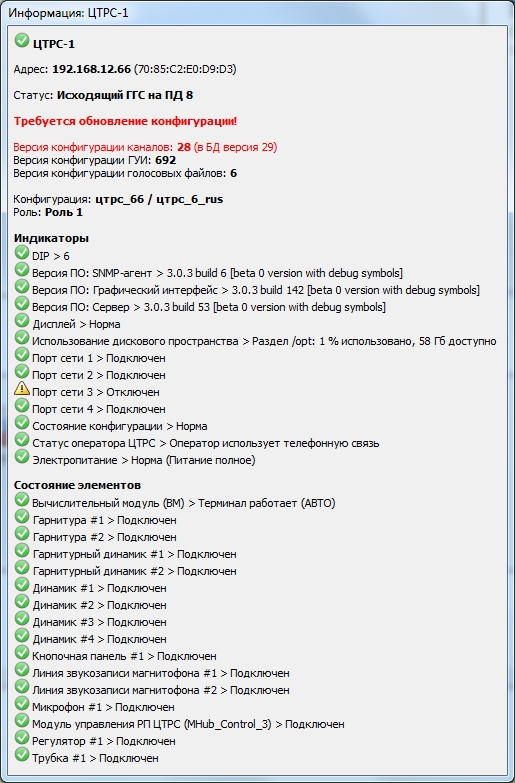 Информация: ЦТРС-1
ЦТРС-1
Адрес: 192.168.12.66 (70:85:C2:E0:D9:D3)
Статус: Исходящий ГГС на ПД 8
Требуется обновление конфигурации!
Версия конфигурации каналов: 28 (в БД версия 29)
Версия конфигурации ГУИ: 692
Версия конфигурации голосовых файлов: 6
Конфигурация: цтрс_66 / цтрс_6_rus
Роль: Роль 1
Индикаторы
DIP > 6
Версия ПО: SNMP-агент > 3.0.3 build 6 [beta 0 version with debug symbols]
Версия ПО: Графический интерфейс > 3.0.3 build 142 [beta 0 version with debug symbols]
Версия ПО: Сервер > 3.0.3 build 53 [beta 0 version with debug symbols]
Дисплей > Норма
Использование дискового пространства > Раздел /opt: 1 % использовано, 58 Гб доступно
Порт сети 1 > Подключен
Порт сети 2 > Подключен
Порт сети 3 > Отключен
Порт сети 4 > Подключен
Состояние конфигурации > Норма
Статус оператора ЦТРС > Оператор использует телефонную связь
Электропитание > Норма (Питание полное)
Состояние элементов
Вычислительный модуль (ВМ) > Терминал работает (АВТО)
Гарнитура #1 > Подключен
Гарнитура #2 > Подключен
Гарнитурный динамик #1 > Подключен
Гарнитурный динамик #2 > Подключен
Динамик #1 > Подключен
Динамик #2 > Подключен
Динамик #3 > Подключен
Динамик #4 > Подключен
Кнопочная панель #1 > Подключен
Линия звукозаписи магнитофона #1 > Подключен
Линия звукозаписи магнитофона #2 > Подключен
Микрофон #1 > Подключен
Модуль управления РП ЦТРС (MHub_Control_3) > Подключен
Регулятор #1 > Подключен
Трубка #1 > Подключен